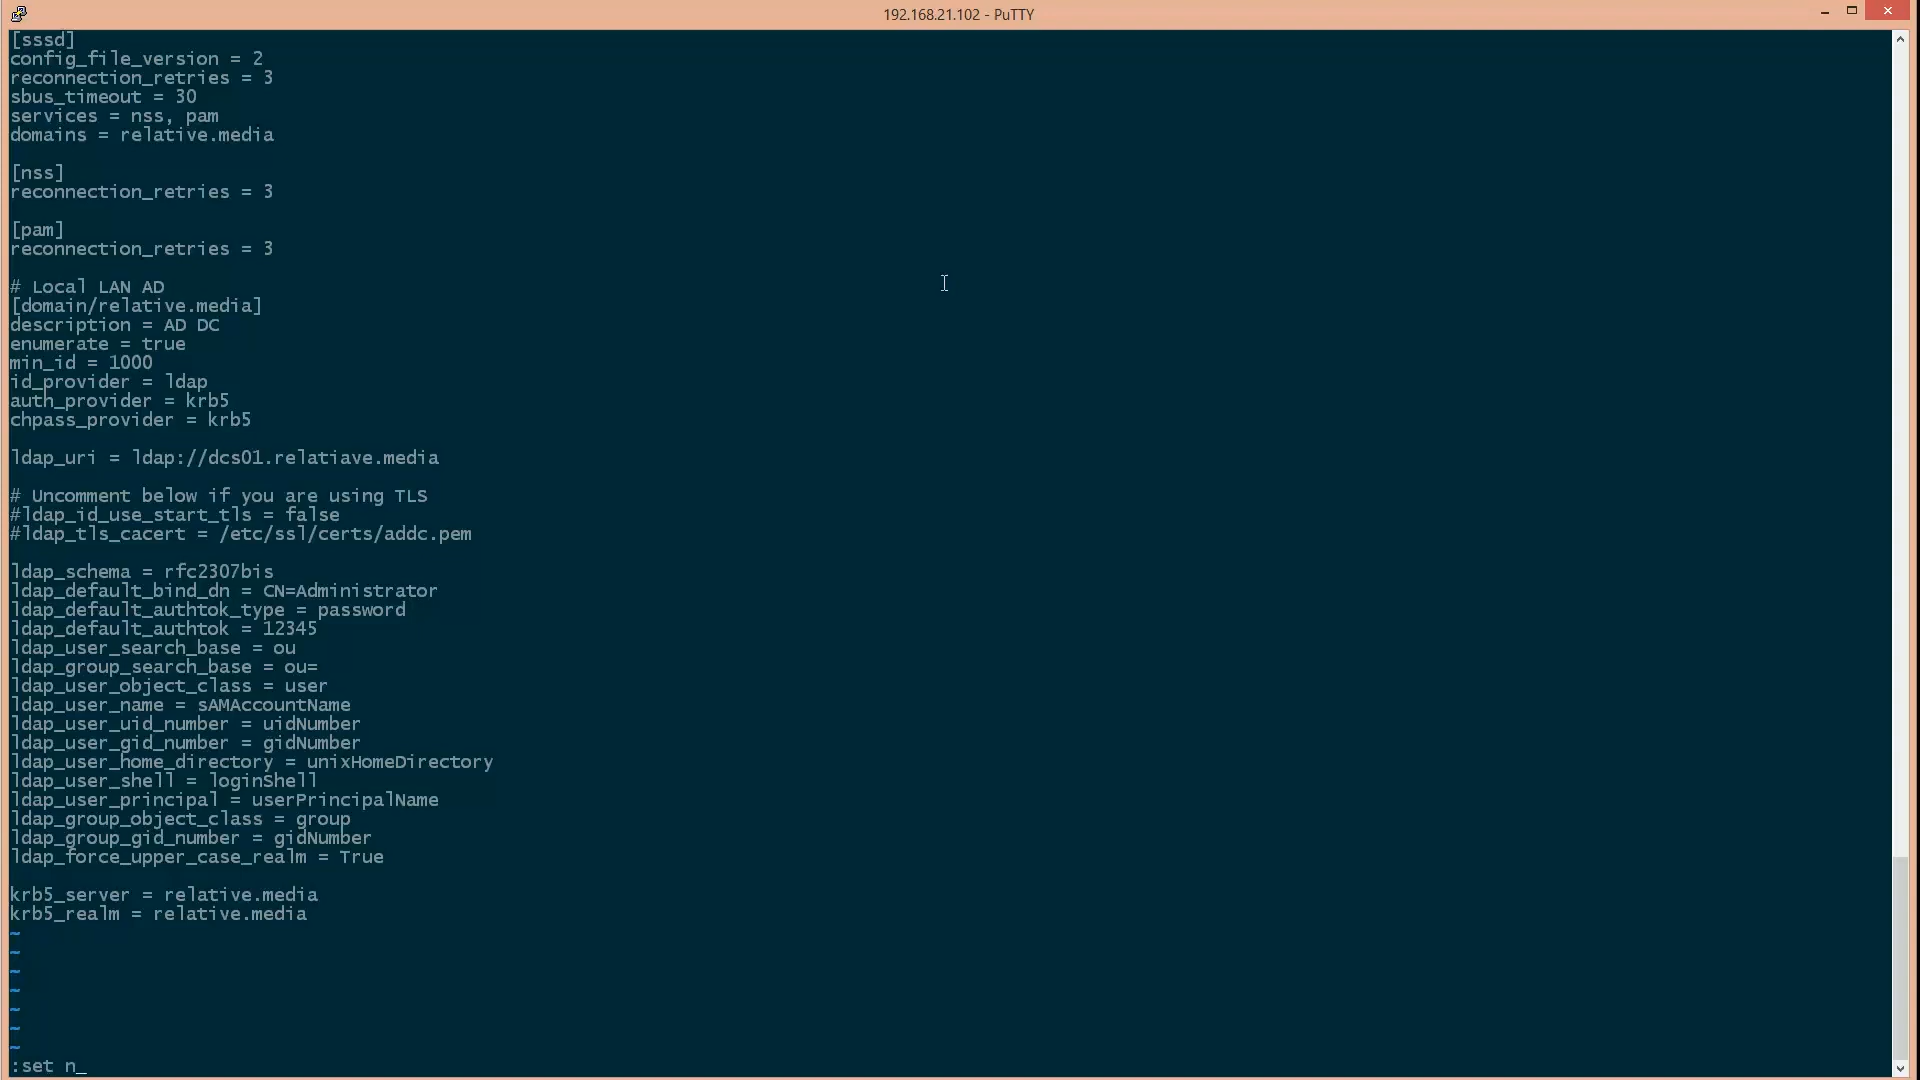 192.168.21.102 - PuTTY
[sssd]
config_file_version = 2
reconnection_retries = 3
sbus_timeout = 30
services = nss, pam
domains = relative.media
[nss]
reconnection_retries = 3
[pam]
reconnection_retries = 3
# Local LAN AD
[domain/relative.media]
description = AD DC
enumerate = true
min_id = 1000
id_provider = ldap
auth_provider = krb5
chpass_provider = krb5
ldap_uri = ldap://dcs01.relatiave.media
# Uncomment below if you are using TLS
#ldap_id_use_start_tls = false
#ldap_tls_cacert = /etc/ssl/certs/addc.pem
ldap_schema = rfc2307bis
ldap_default_bind_dn = CN=Administrator
ldap_default_authtok_type = password
ldap_default_authtok = 12345
ldap_user_search_base = ou
ldap_group_search_base = ou=
ldap_user_object_class = user
ldap_user_name = sAMAccountName
ldap_user_uid_number = uidNumber
ldap_user_gid_number = gidNumber
ldap_user_home_directory = unixHomeDirectory
ldap_user_shell = loginShell
ldap_user_principal = userPrincipalName
ldap_group_object_class = group
ldap_group_gid_number = gidNumber
ldap_force_upper_case_realm = True
krb5_server = relative.media
krb5_realm = relative.media
~
~
~
~
~
~
~
:set n_